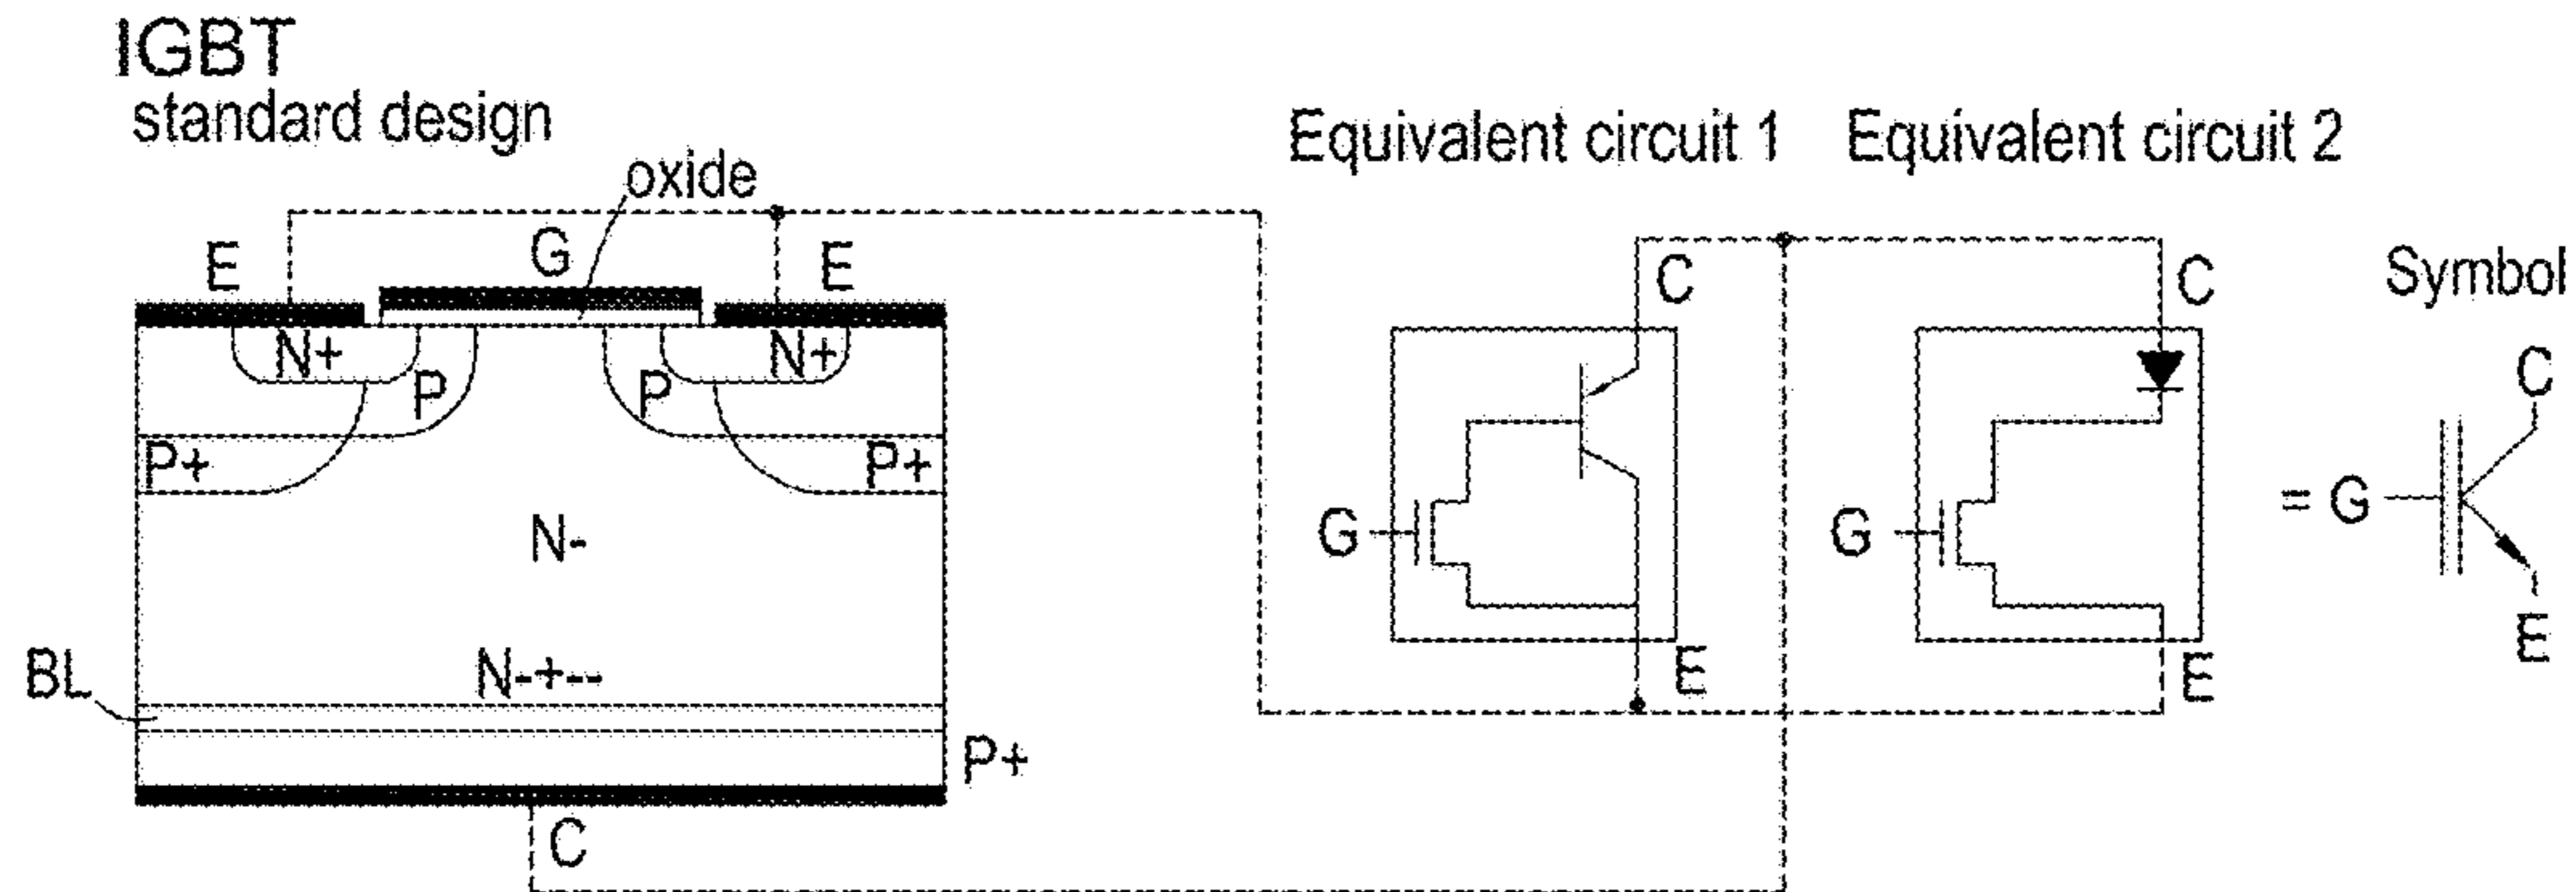 IGBT
standard design
oxide
Equivalent circuit 1
Equivalent circuit 2
E
G
E
C
C
Symbol
N+
N+
P
P
C
P+
P+
G
G
= G
N-
E
E
E
BL
N-+--
P+
C